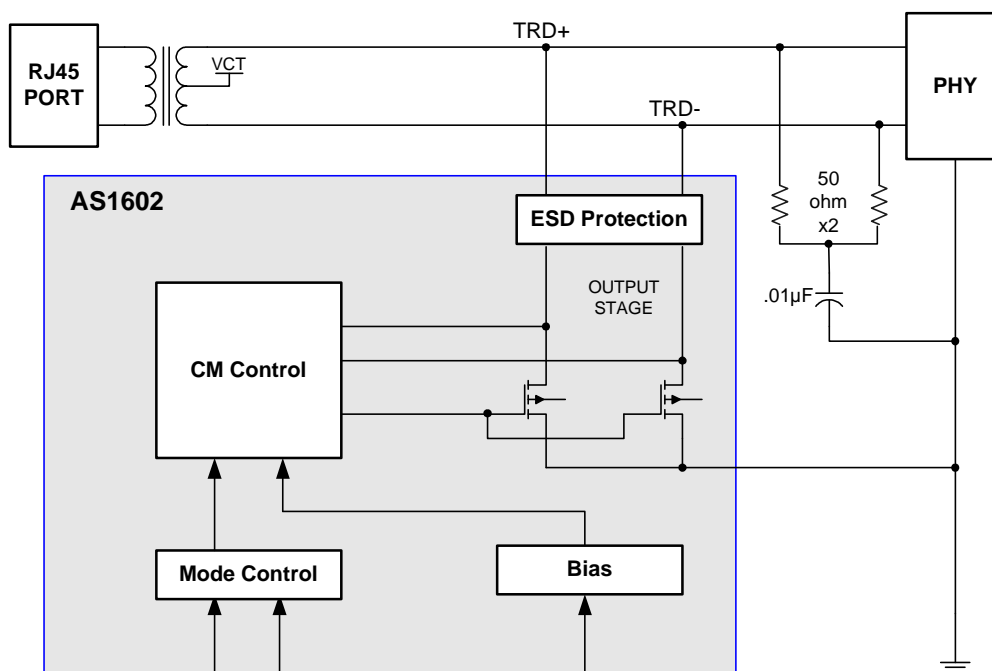 TRD+
RJ45
PORT
VCT
PHY
TRD-
AS1602
ESD Protection
50
ohm
x2
OUTPUT
STAGE
.01µF
CM Control
Mode Control
Bias